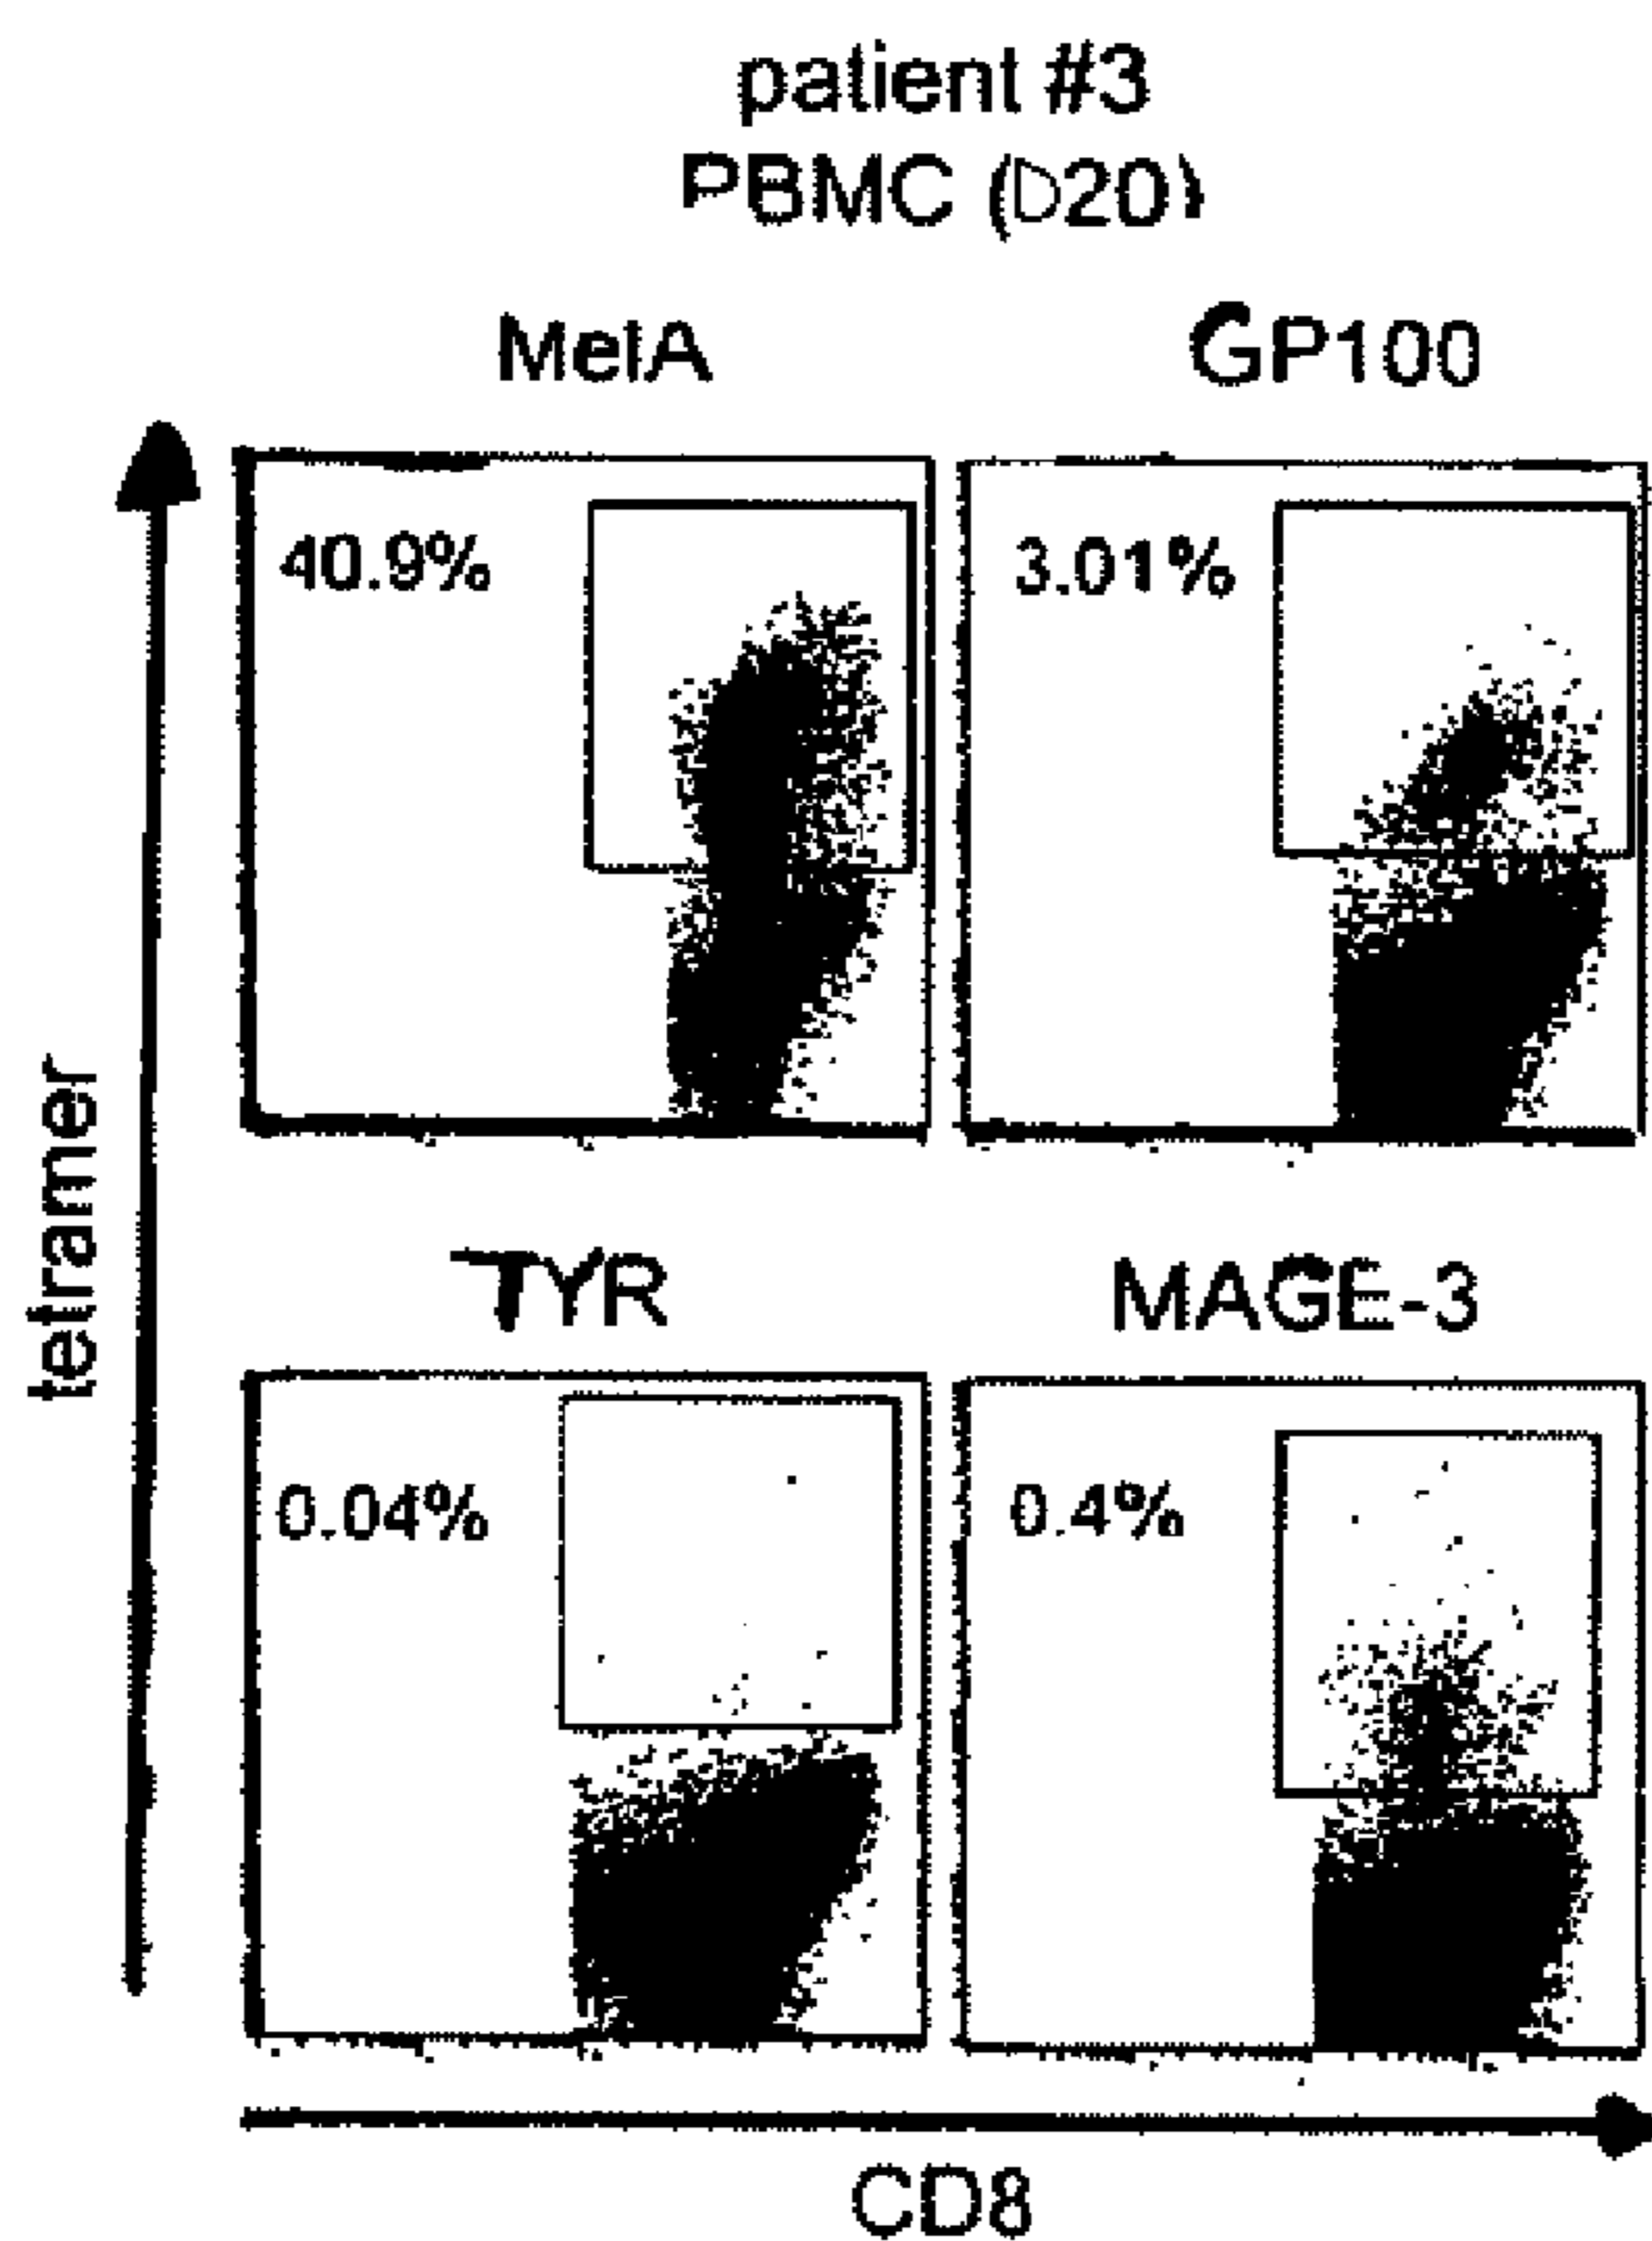 patient #3
PBMC (D20)
MelA
GP100
40.9%
3.01%
tetramer
TYR
MAGE-3
0.04%
0.4%
CD8